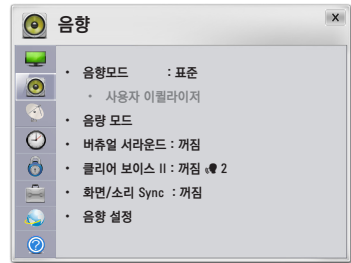 음향
X
• 음향모드 : 표준
• 사용자 이퀄라이저
• 음량 모드
• 버츄얼 서라운드 : 꺼짐
• 클리어 보이스 II : 꺼짐 2
• 화면/소리 Sync : 꺼짐
• 음향 설정
?